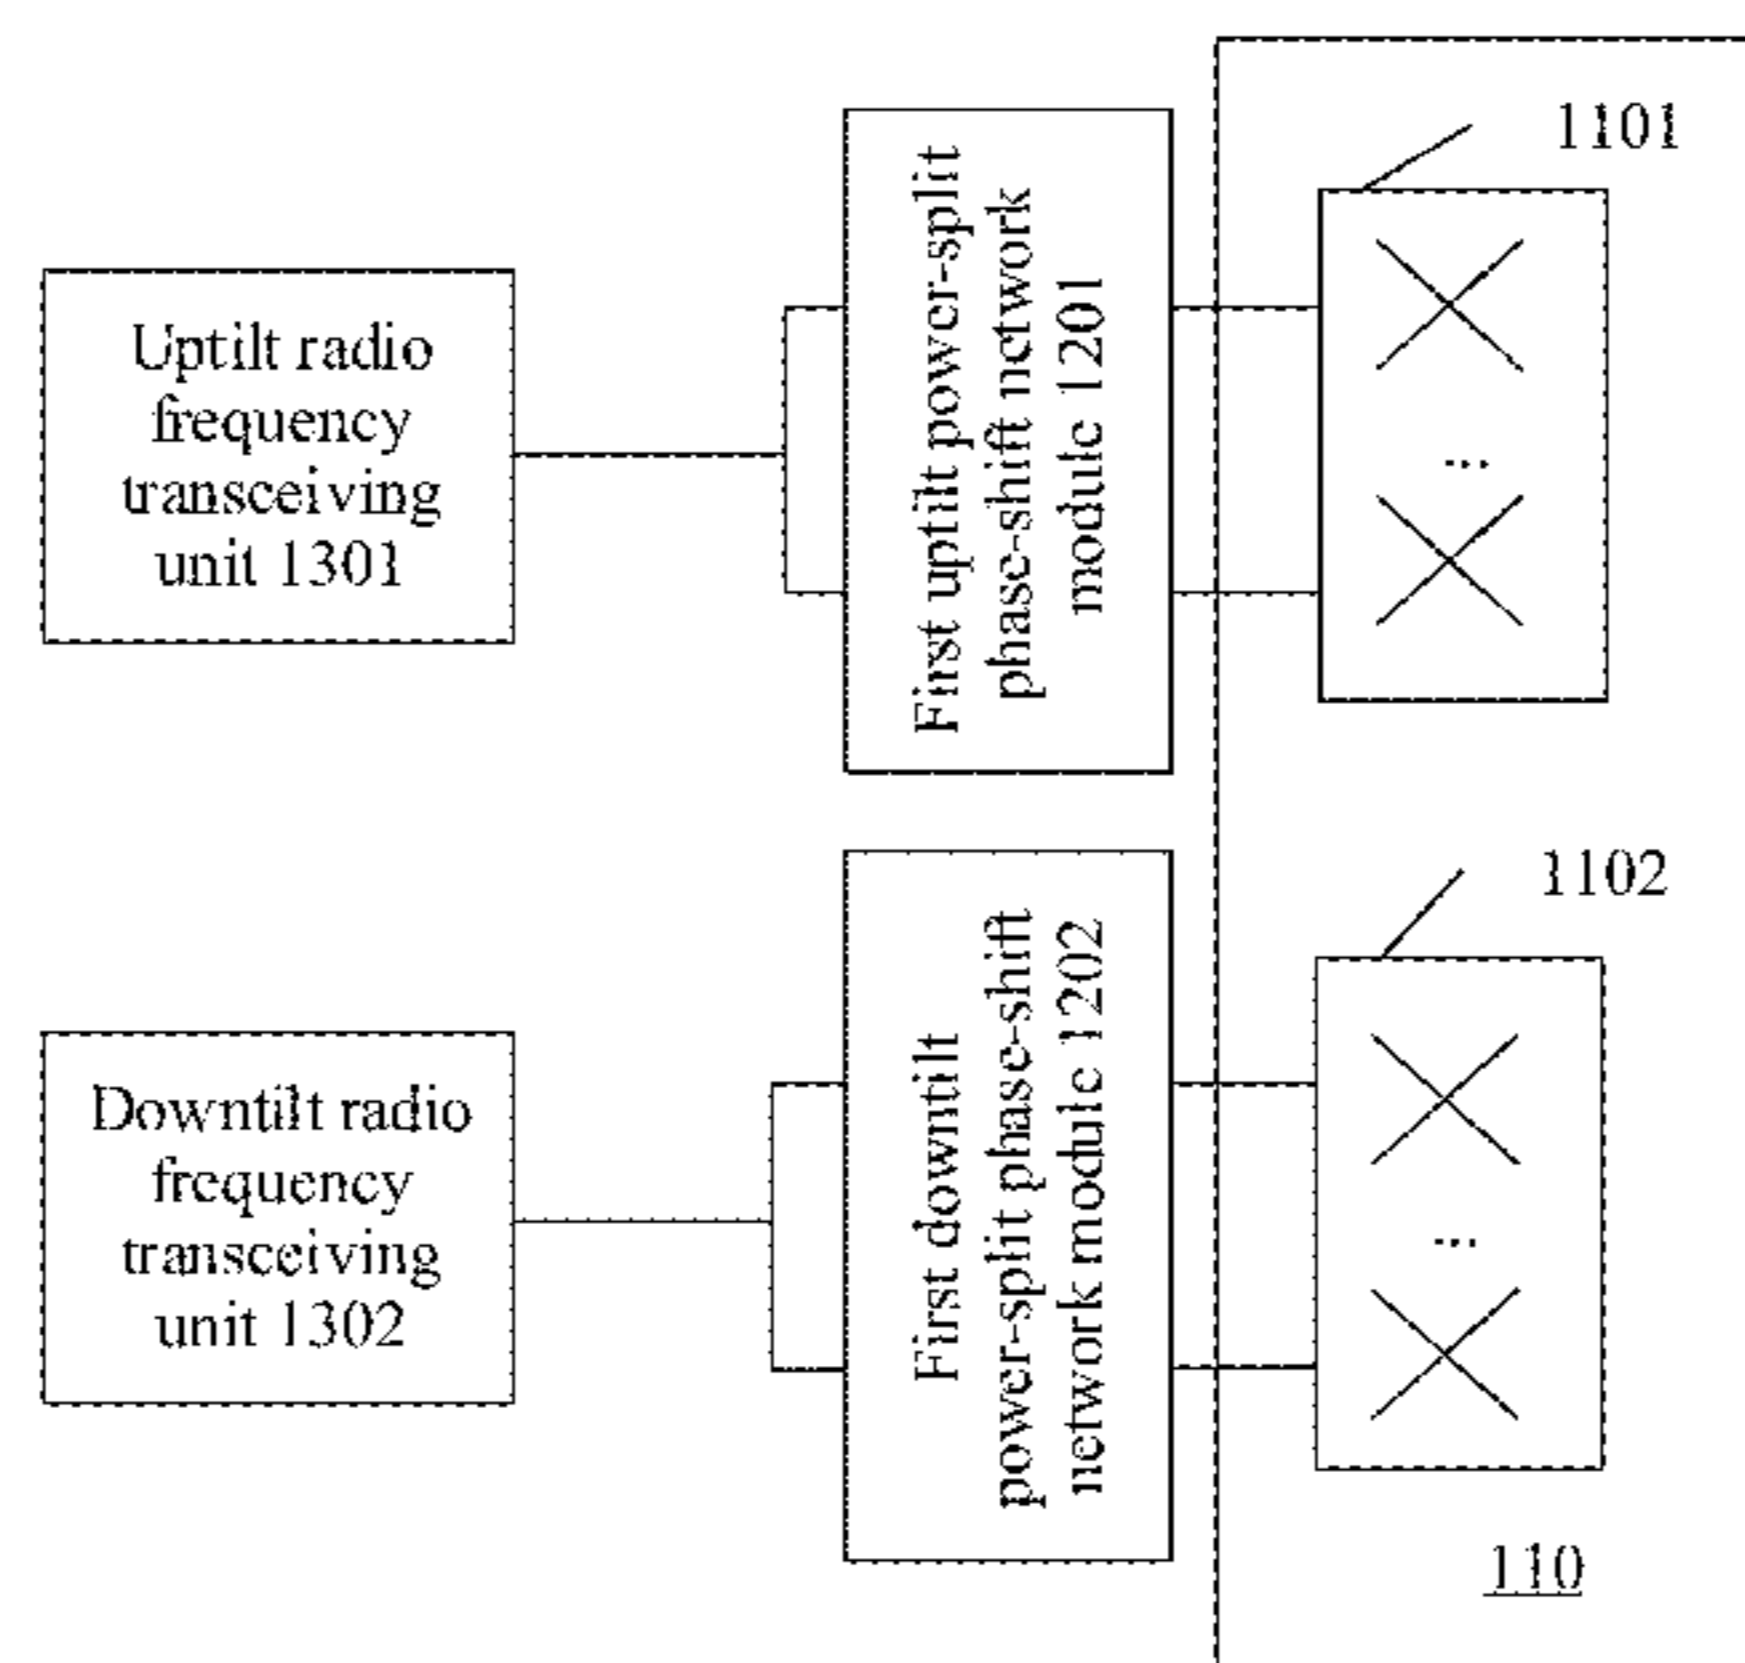 Uptilt radio
frequency
transceiving
unit 1301
First uptilt power-split
phase-shift network
module 1201
1101
...
Downtilt radio
frequency
transceiving
unit 1302
First downtilt
power-split phase-shift
network module 1202
1102
...
110